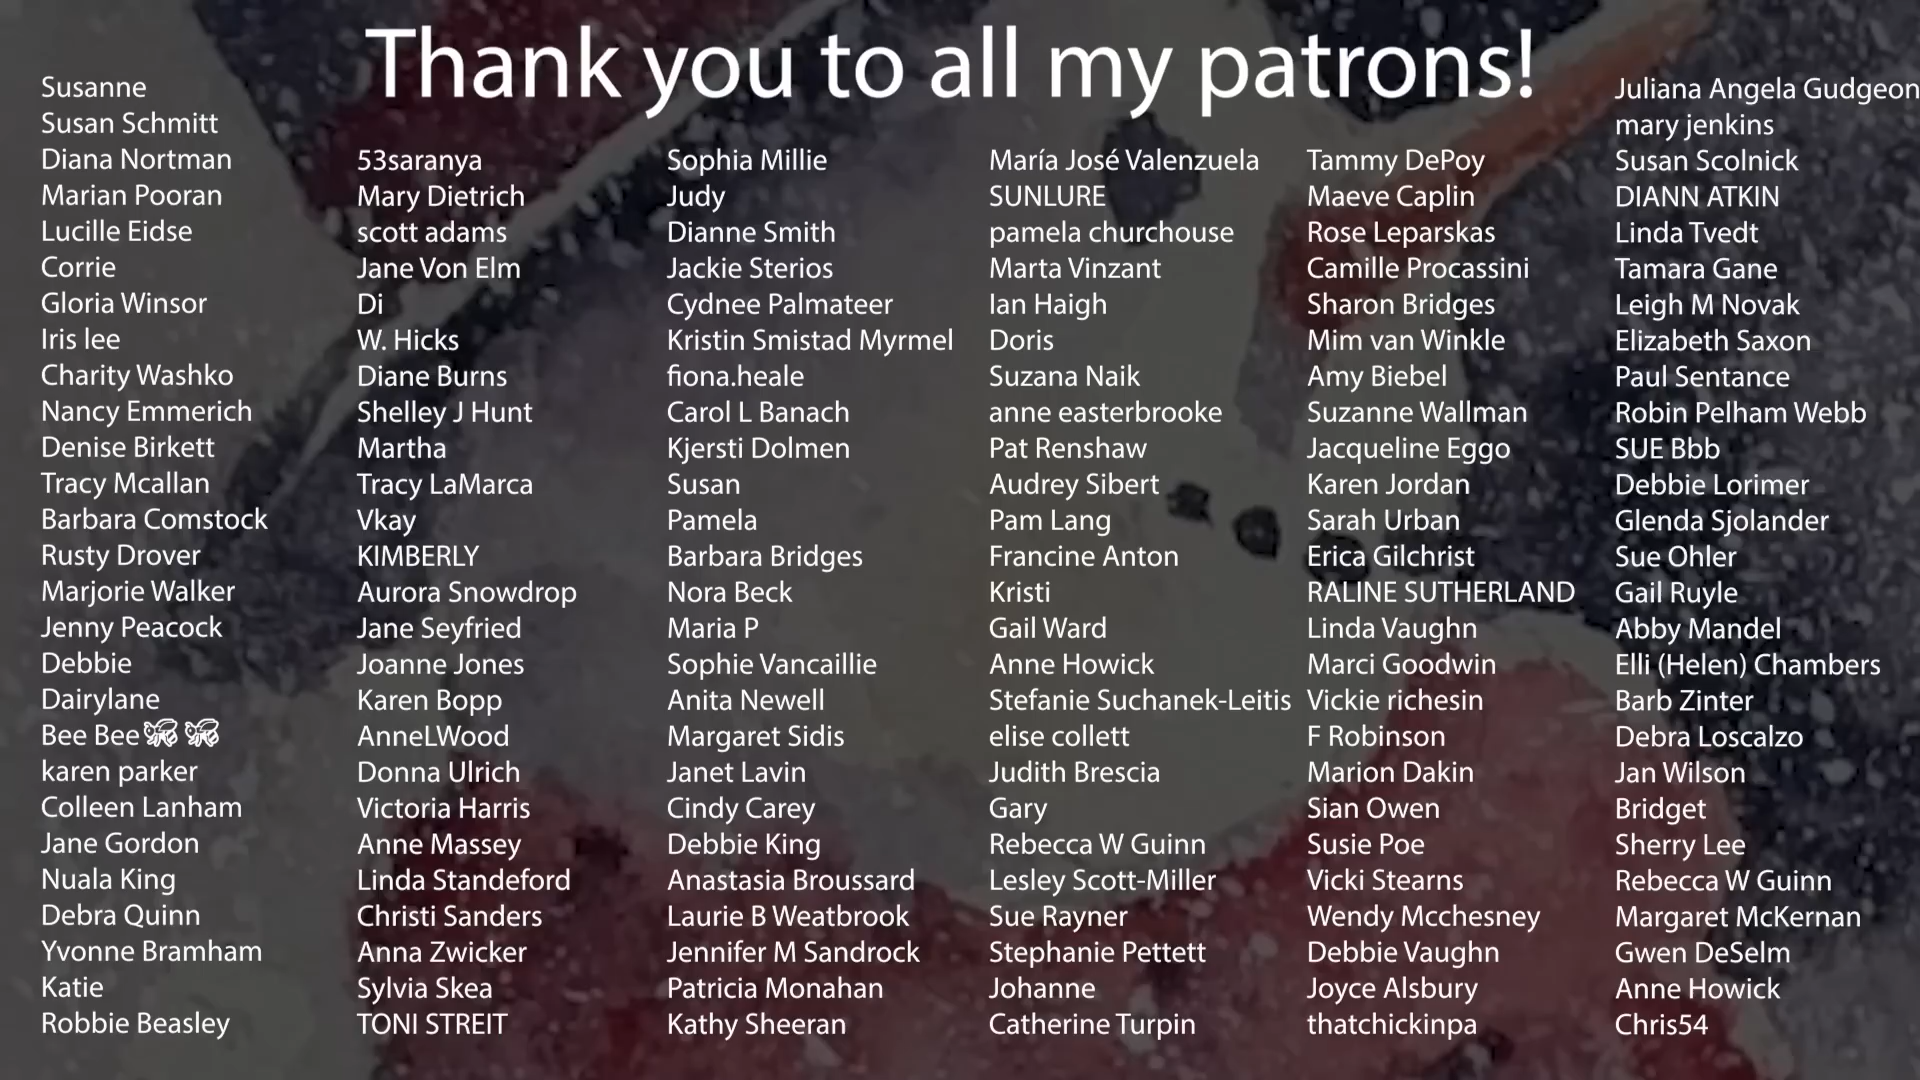 Thank you to all my patrons!
Susanne
Susan Schmitt
Diana Nortman
Marian Pooran
Lucille Eidse
Corrie
Gloria Winsor
Iris lee
Charity Washko
Nancy Emmerich
Denise Birkett
Tracy Mcallan
Barbara Comstock
Rusty Drover
Marjorie Walker
Jenny Peacock
Debbie
Dairylane
Bee Bee🐝🐝
karen parker
Colleen Lanham
Jane Gordon
Nuala King
Debra Quinn
Yvonne Bramham
Katie
Robbie Beasley
53saranya
Mary Dietrich
scott adams
Jane Von Elm
Di
W. Hicks
Diane Burns
Shelley J Hunt
Martha
Tracy LaMarca
Vkay
KIMBERLY
Aurora Snowdrop
Jane Seyfried
Joanne Jones
Karen Bopp
AnneLWood
Donna Ulrich
Victoria Harris
Anne Massey
Linda Standeford
Christi Sanders
Anna Zwicker
Sylvia Skea
TONI STREIT
Sophia Millie
Judy
Dianne Smith
Jackie Sterios
Cydnee Palmateer
Kristin Smistad Myrmel
fiona.heale
Carol L Banach
Kjersti Dolmen
Susan
Pamela
Barbara Bridges
Nora Beck
Maria P
Sophie Vancaillie
Anita Newell
Margaret Sidis
Janet Lavin
Cindy Carey
Debbie King
Anastasia Broussard
Laurie B Weatbrook
Jennifer M Sandrock
Patricia Monahan
Kathy Sheeran
María José Valenzuela
SUNLURE
pamela churchouse
Marta Vinzant
Ian Haigh
Doris
Suzana Naik
anne easterbrooke
Pat Renshaw
Audrey Sibert
Pam Lang
Francine Anton
Kristi
Gail Ward
Anne Howick
Stefanie Suchanek-Leitis
elise collett
Judith Brescia
Gary
Rebecca W Guinn
Lesley Scott-Miller
Sue Rayner
Stephanie Pettett
Johanne
Catherine Turpin
Tammy DePoy
Maeve Caplin
Rose Leparskas
Camille Procassini
Sharon Bridges
Mim van Winkle
Amy Biebel
Suzanne Wallman
Jacqueline Eggo
Karen Jordan
Sarah Urban
Erica Gilchrist
RALINE SUTHERLAND
Linda Vaughn
Marci Goodwin
Vickie richesin
F Robinson
Marion Dakin
Sian Owen
Susie Poe
Vicki Stearns
Wendy Mcchesney
Debbie Vaughn
Joyce Alsbury
thatchickinpa
Juliana Angela Gudgeon
mary jenkins
Susan Scolnick
DIANN ATKIN
Linda Tvedt
Tamara Gane
Leigh M Novak
Elizabeth Saxon
Paul Sentance
Robin Pelham Webb
SUE Bbb
Debbie Lorimer
Glenda Sjolander
Sue Ohler
Gail Ruyle
Abby Mandel
Elli (Helen) Chambers
Barb Zinter
Debra Loscalzo
Jan Wilson
Bridget
Sherry Lee
Rebecca W Guinn
Margaret McKernan
Gwen DeSelm
Anne Howick
Chris54